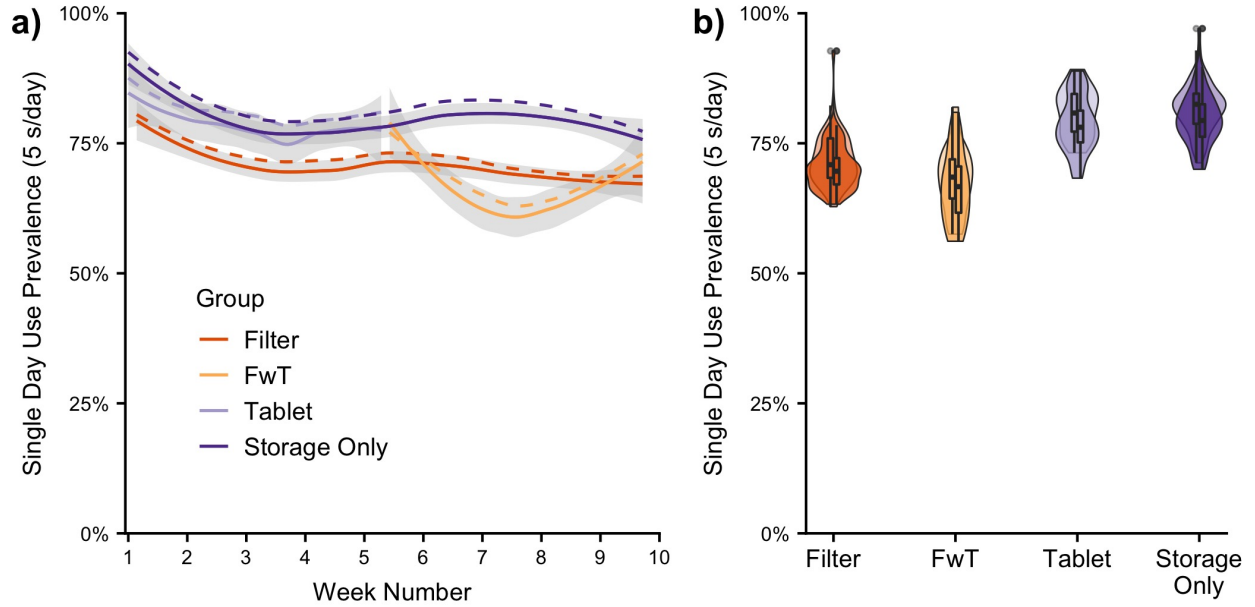 a)
Single Day Use Prevalence (5 s/day)
100%
75%
50%
25%
0%
Group
Filter
FwT
Tablet
Storage Only
1 2 3 4 5 6 7 8 9 10
Week Number
b)
Single Day Use Prevalence (5 s/day)
100%
75%
50%
25%
0%
Filter FwT Tablet Storage
Only